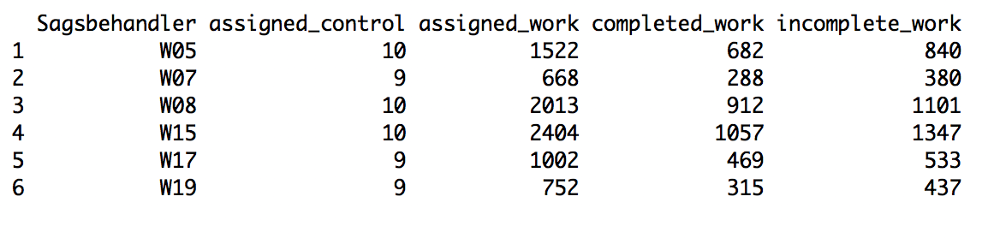 Sagsbehandler assigned_control assigned_work completed_work incomplete_work
1 W05 10 1522 682 840
2 W07 9 668 288 380
3 W08 10 2013 912 1101
4 W15 10 2404 1057 1347
5 W17 9 1002 469 533
6 W19 9 752 315 437